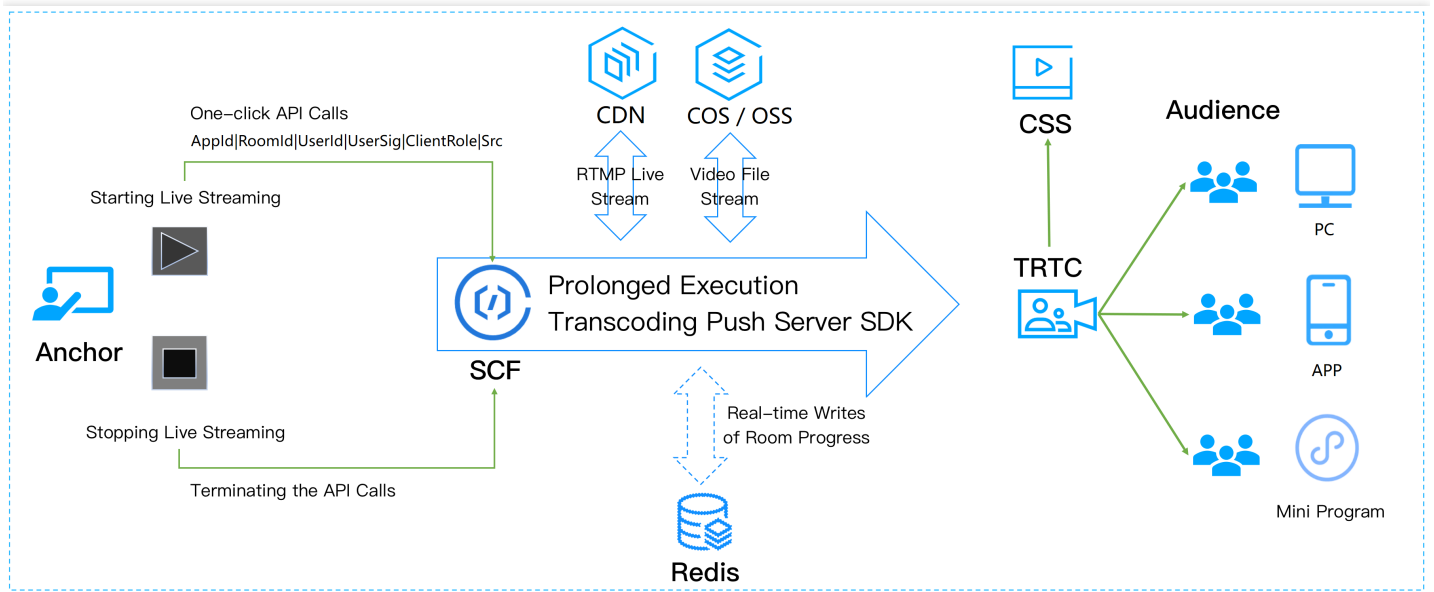 One-click API Calls
AppId|RoomId|UserId|UserSig|ClientRole|Src
Starting Live Streaming
Anchor
Stopping Live Streaming
Terminating the API Calls
CDN
COS / OSS
RTMP Live
Stream
Video File
Stream
Prolonged Execution
Transcoding Push Server SDK
SCF
Real-time Writes
of Room Progress
Redis
CSS
TRTC
Audience
PC
APP
Mini Program